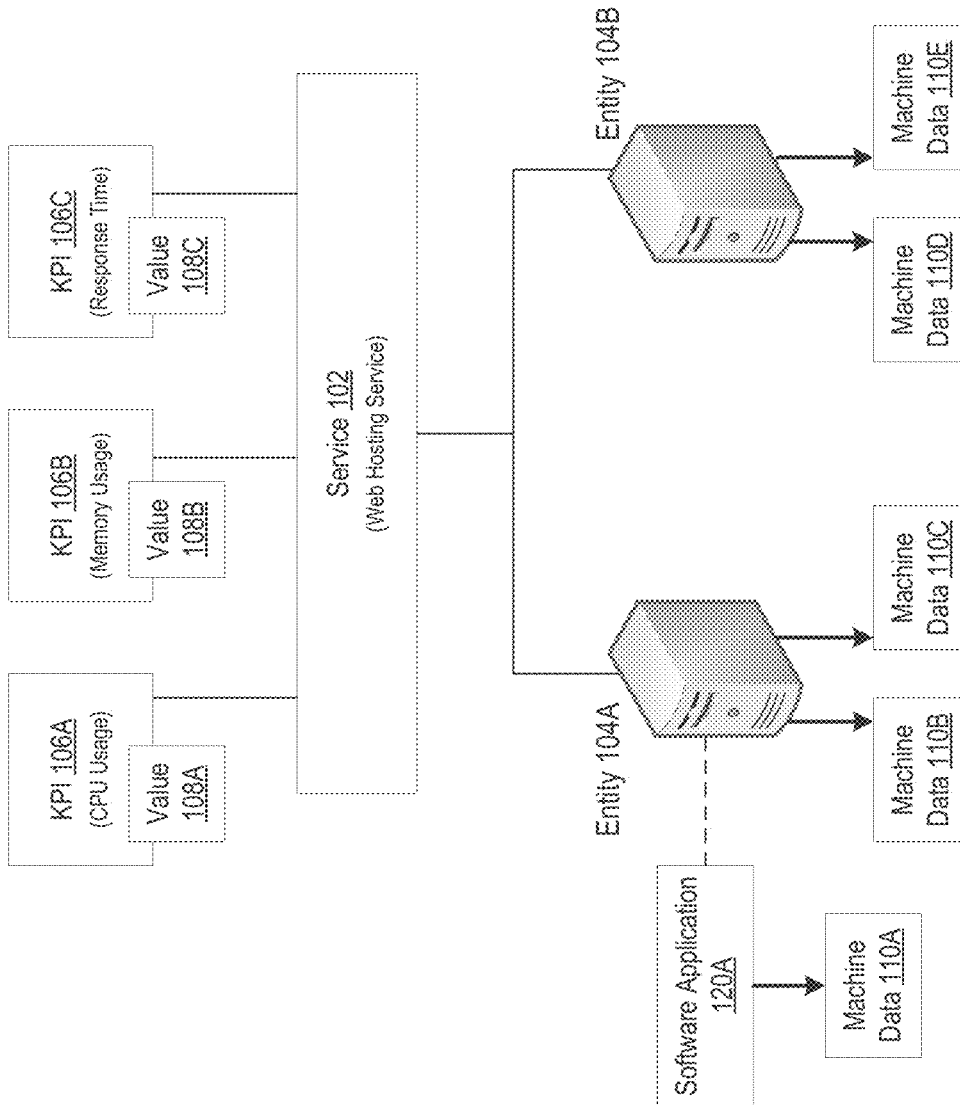 KPI 106A
(CPU Usage)
Value
108A
KPI 106B
(Memory Usage)
Value
108B
KPI 106C
(Response Time)
Value
108C
Service 102
(Web Hosting Service)
Entity 104A
Entity 104B
Software Application
120A
Machine
Data 110A
Machine
Data 110B
Machine
Data 110C
Machine
Data 110D
Machine
Data 110E